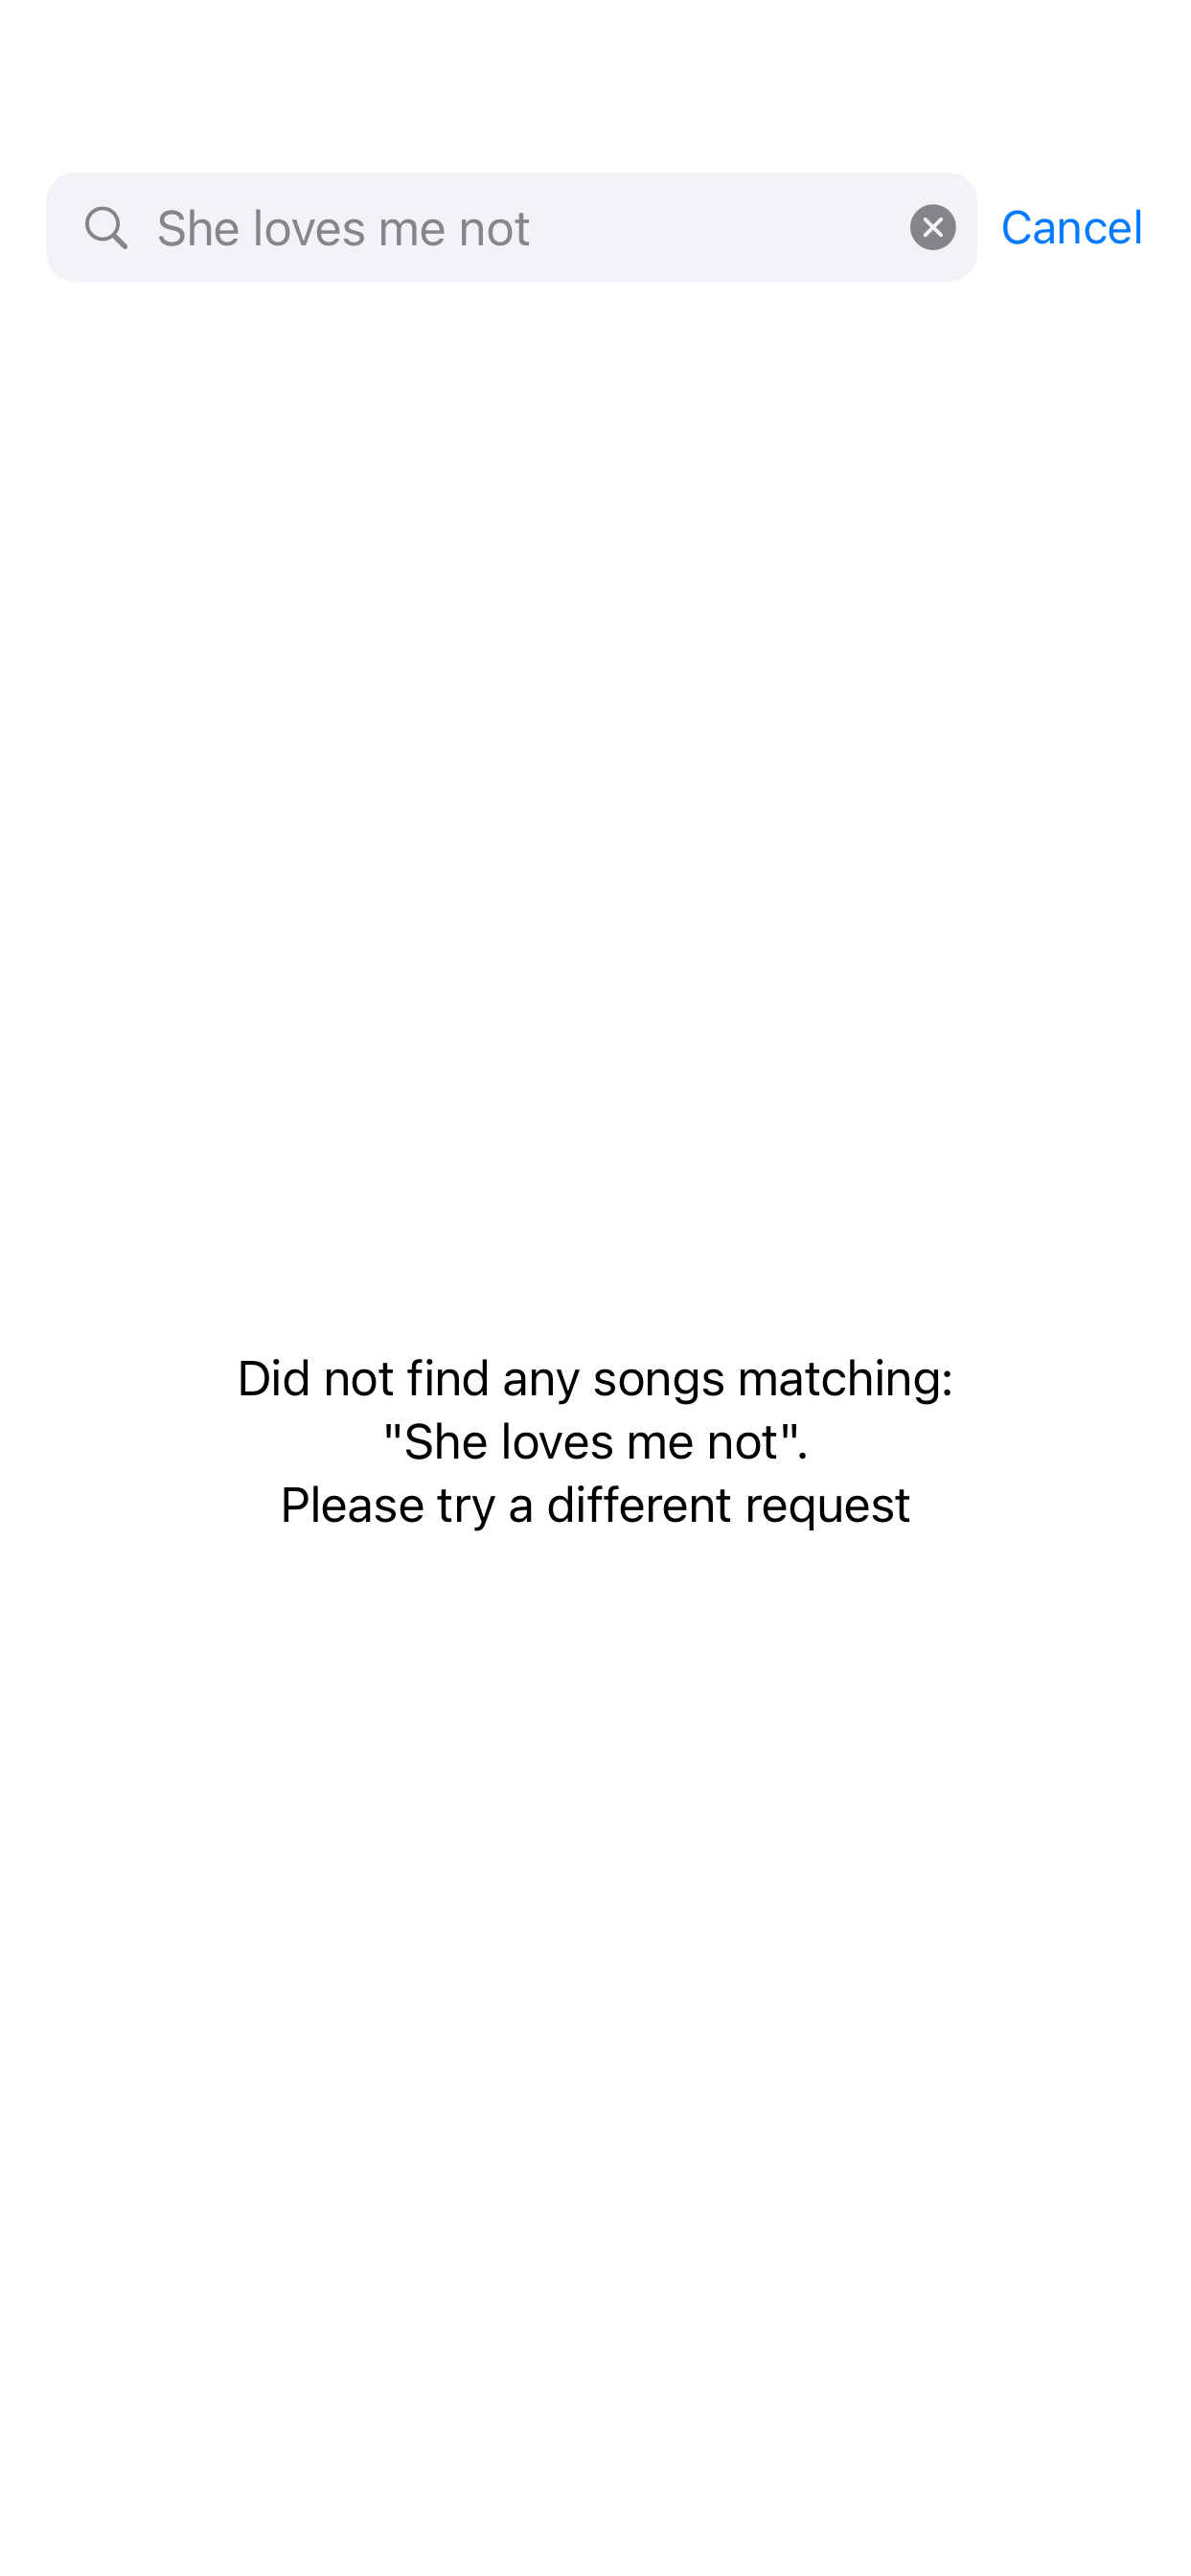 She loves me not
Cancel
Did not find any songs matching:
"She loves me not".
Please try a different request